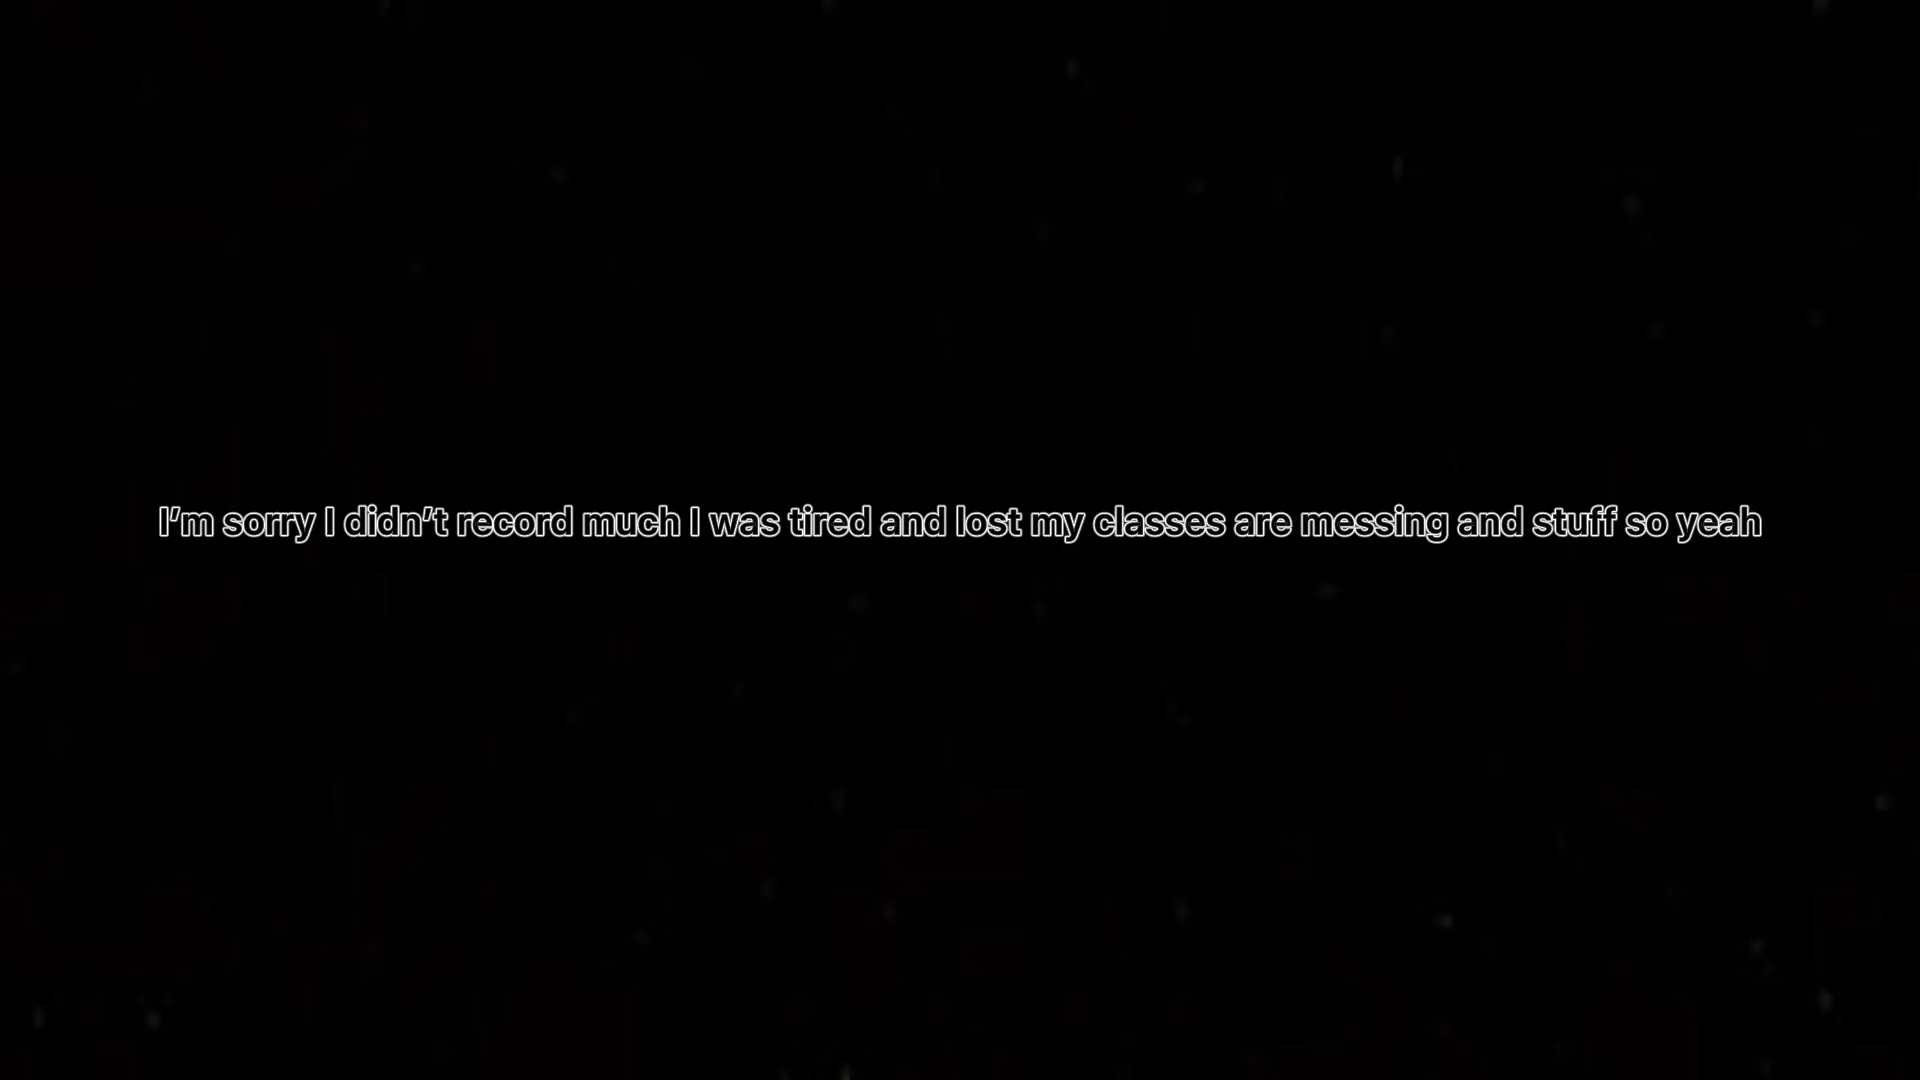 I’m sorry I didn’t record much I was tired and lost my classes are messing and stuff so yeah